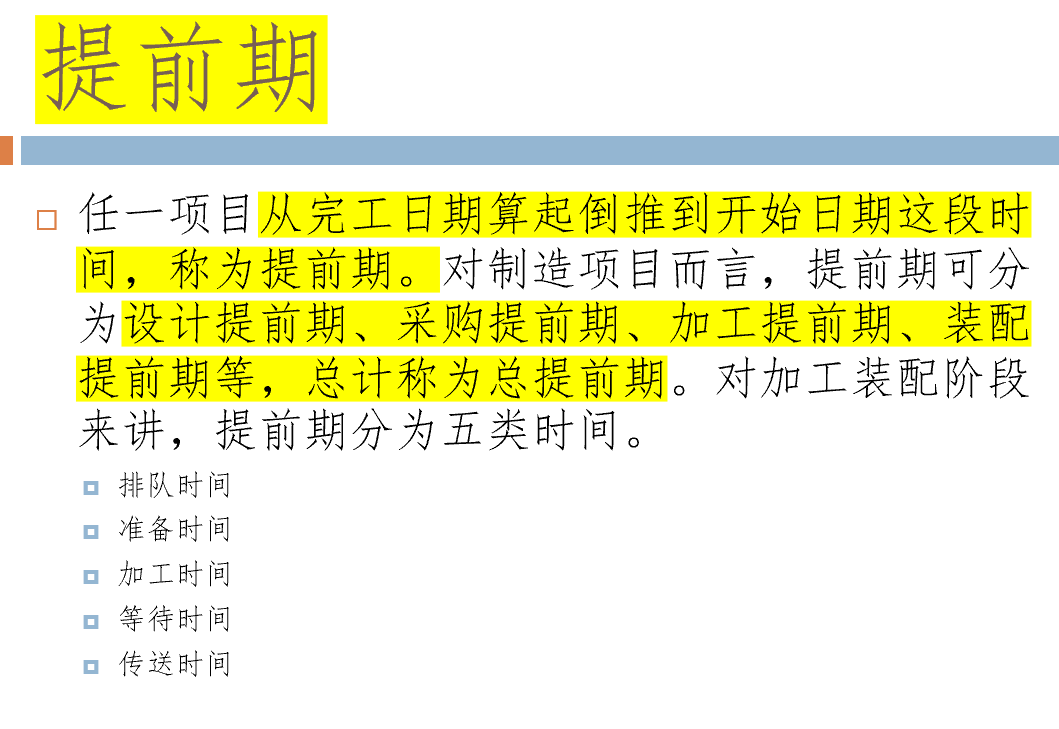 提前期
任一项目从完工日期算起倒推到开始日期这段时
间，称为提前期。对制造项目而言，提前期可分
为设计提前期、采购提前期、加工提前期、装配
提前期等，总计称为总提前期。对加工装配阶段
来讲，提前期分为五类时间。
排队时间
准备时间
加工时间
等待时间
传送时间